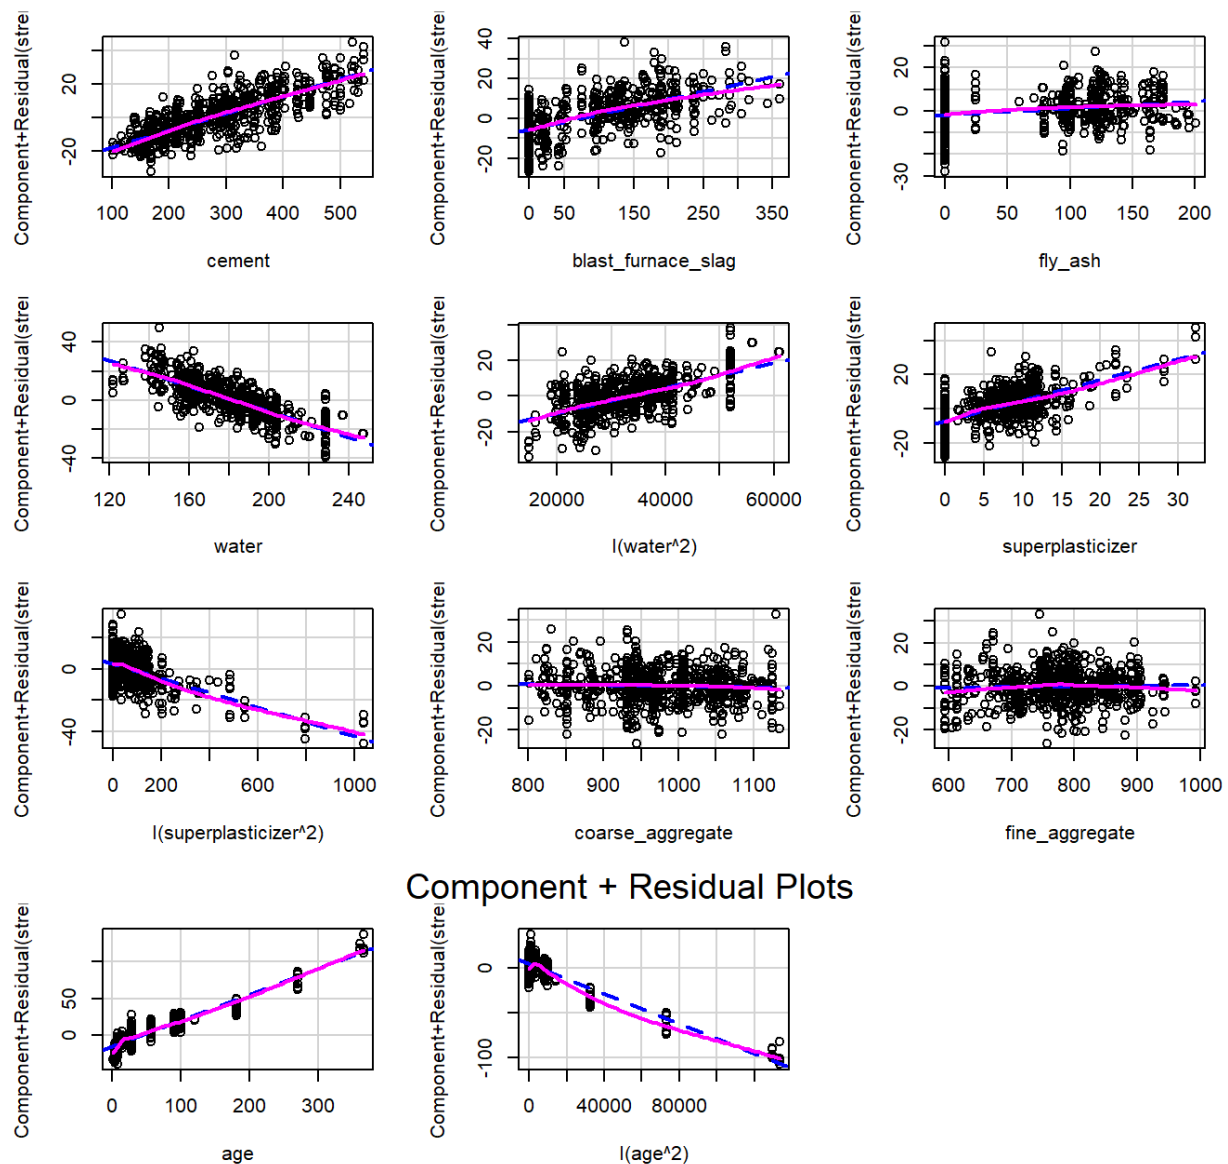 Component+Residual(stre
20
-20
100 200 300 400 500
cement
Component+Residual(stre
40
20
0
-20
0 50 150 250 350
blast_furnace_slag
Component+Residual(stre
20
0
-30
0 50 100 150 200
fly_ash
Component+Residual(stre
40
0
-40
120 160 200 240
water
Component+Residual(stre
20
0
-20
20000 40000 60000
I(water^2)
Component+Residual(stre
20
-20
0 5 10 15 20 25 30
superplasticizer
Component+Residual(stre
0
-40
0 200 600 1000
I(superplasticizer^2)
Component+Residual(stre
20
0
-20
800 900 1000 1100
coarse_aggregate
Component+Residual(stre
20
0
-20
600 700 800 900 1000
fine_aggregate
Component + Residual Plots
Component+Residual(stre
50
0
0 100 200 300
age
Component+Residual(stre
0
-100
0 40000 80000
I(age^2)